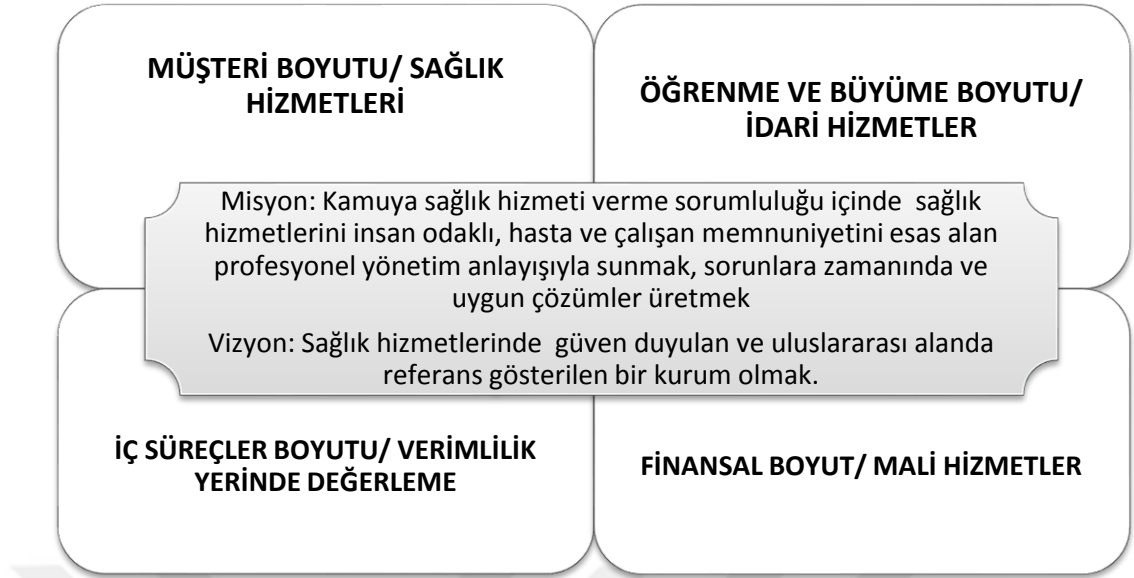 MÜŞTERİ BOYUTU/ SAĞLIK
HİZMETLERİ
ÖĞRENME VE BÜYÜME BOYUTU/
İDARİ HİZMETLER
Misyon: Kamuya sağlık hizmeti verme sorumluluğu içinde sağlık
hizmetlerini insan odaklı, hasta ve çalışan memnuniyetini esas alan
profesyonel yönetim anlayışıyla sunmak, sorunlara zamanında ve
uygun çözümler üretmek
Vizyon: Sağlık hizmetlerinde güven duyulan ve uluslararası alanda
referans gösterilen bir kurum olmak.
İÇ SÜREÇLER BOYUTU/ VERİMLİLİK
YERİNDE DEĞERLEME
FİNANSAL BOYUT/ MALİ HİZMETLER